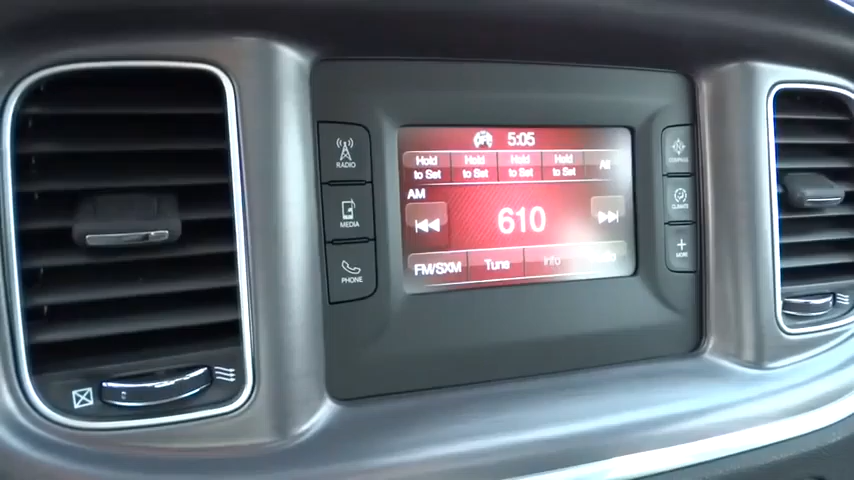 OFF 5:05
Hold to Set Hold to Set Hold to Set Hold to Set All
AM
610
FM/SXM Tune Info
RADIO
MEDIA
PHONE
COMPASS
CLIMATE
MORE